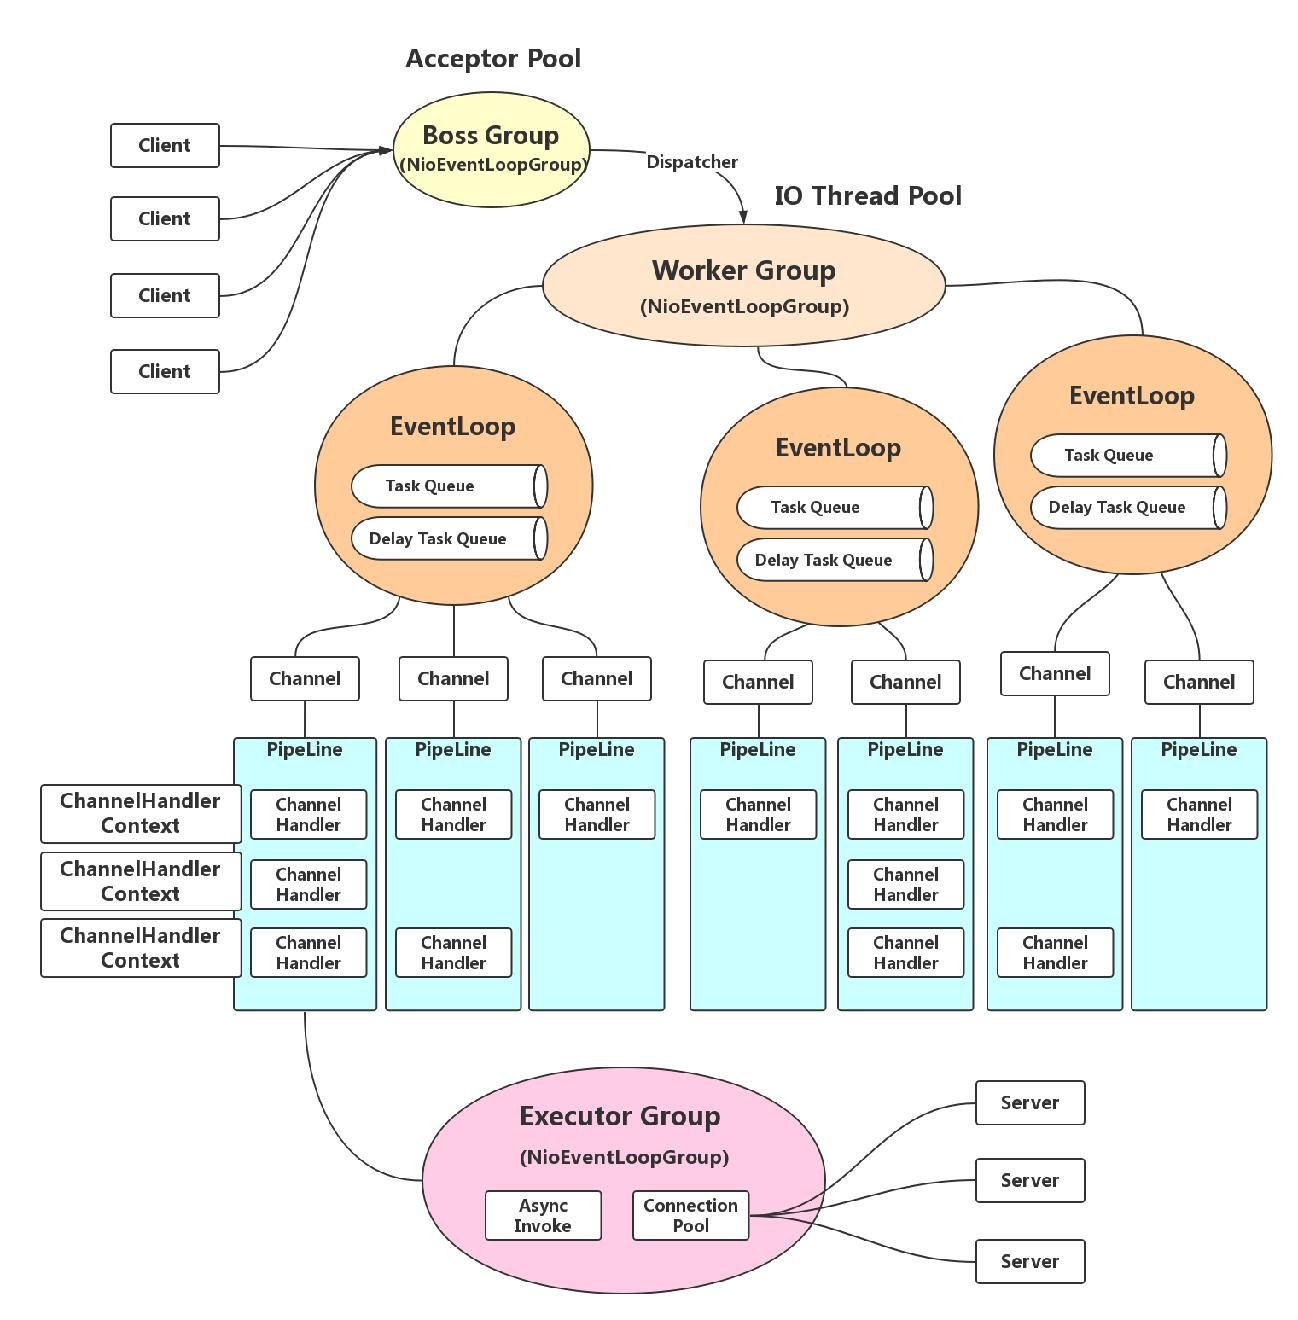 Acceptor Pool
Boss Group
(NioEventLoopGroup)
Client
Client
Client
Client
Dispatcher
IO Thread Pool
Worker Group
(NioEventLoopGroup)
EventLoop
Task Queue
Delay Task Queue
EventLoop
Task Queue
Delay Task Queue
EventLoop
Task Queue
Delay Task Queue
Channel
Channel
Channel
Channel
Channel
Channel
Channel
PipeLine
PipeLine
PipeLine
PipeLine
PipeLine
PipeLine
PipeLine
ChannelHandler
Context
Channel
Handler
Channel
Handler
Channel
Handler
Channel
Handler
Channel
Handler
Channel
Handler
Channel
Handler
ChannelHandler
Context
Channel
Handler
Channel
Handler
ChannelHandler
Context
Channel
Handler
Channel
Handler
Channel
Handler
Channel
Handler
Executor Group
(NioEventLoopGroup)
Async
Invoke
Connection
Pool
Server
Server
Server